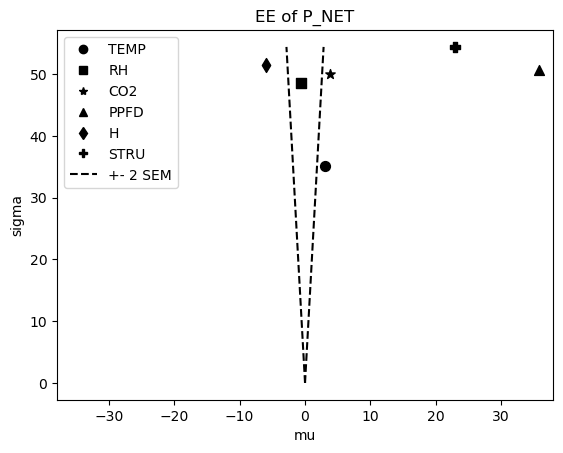 EE of P_NET
TEMP
RH
CO2
PPFD
H
STRU
+- 2 SEM
sigma
50
40
30
20
10
0
−30
−20
−10
0
10
20
30
mu